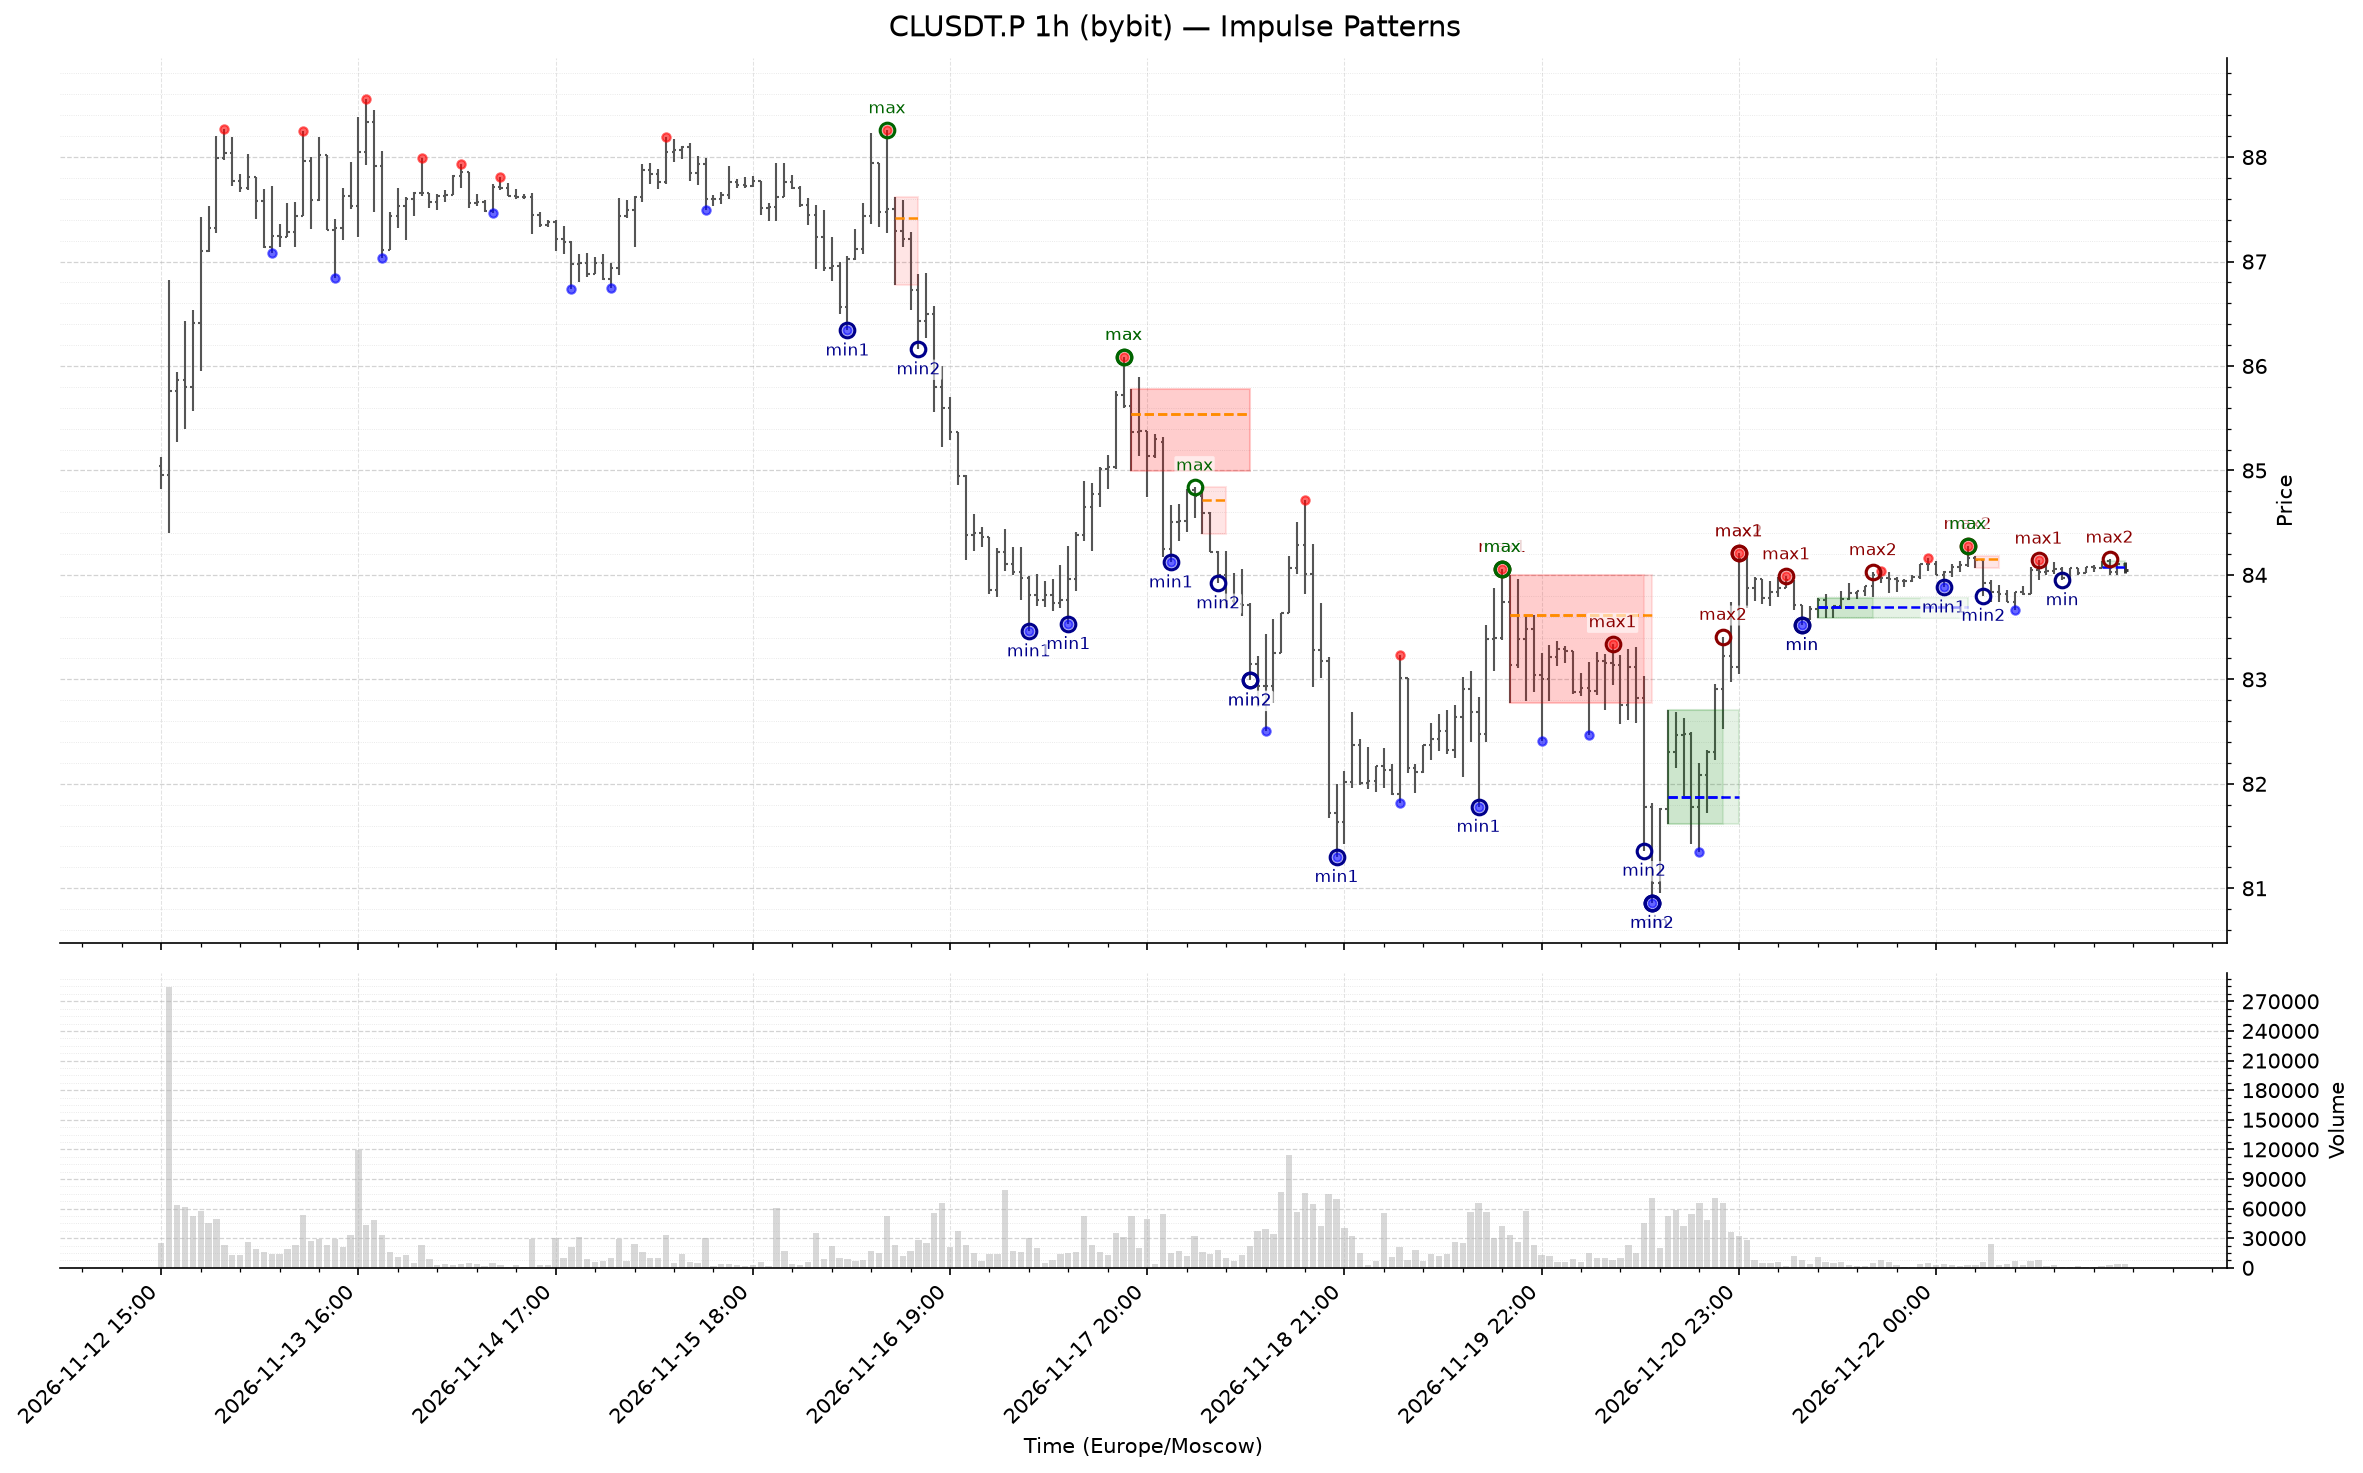 CLUSDT.P 1h (bybit) — Impulse Patterns
max
min1
min2
max
max
min1
min1
min1
min2
min2
min1
max
min1
max1
min2
min2
max2
max1
max1
max2
min
max
min1
min2
max1
min
max2
88
87
86
85
84
83
82
81
Price
270000
240000
210000
180000
150000
120000
90000
60000
30000
0
Volume
2026-11-12 15:00
2026-11-13 16:00
2026-11-14 17:00
2026-11-15 18:00
2026-11-16 19:00
2026-11-17 20:00
2026-11-18 21:00
2026-11-19 22:00
2026-11-20 23:00
2026-11-22 00:00
Time (Europe/Moscow)